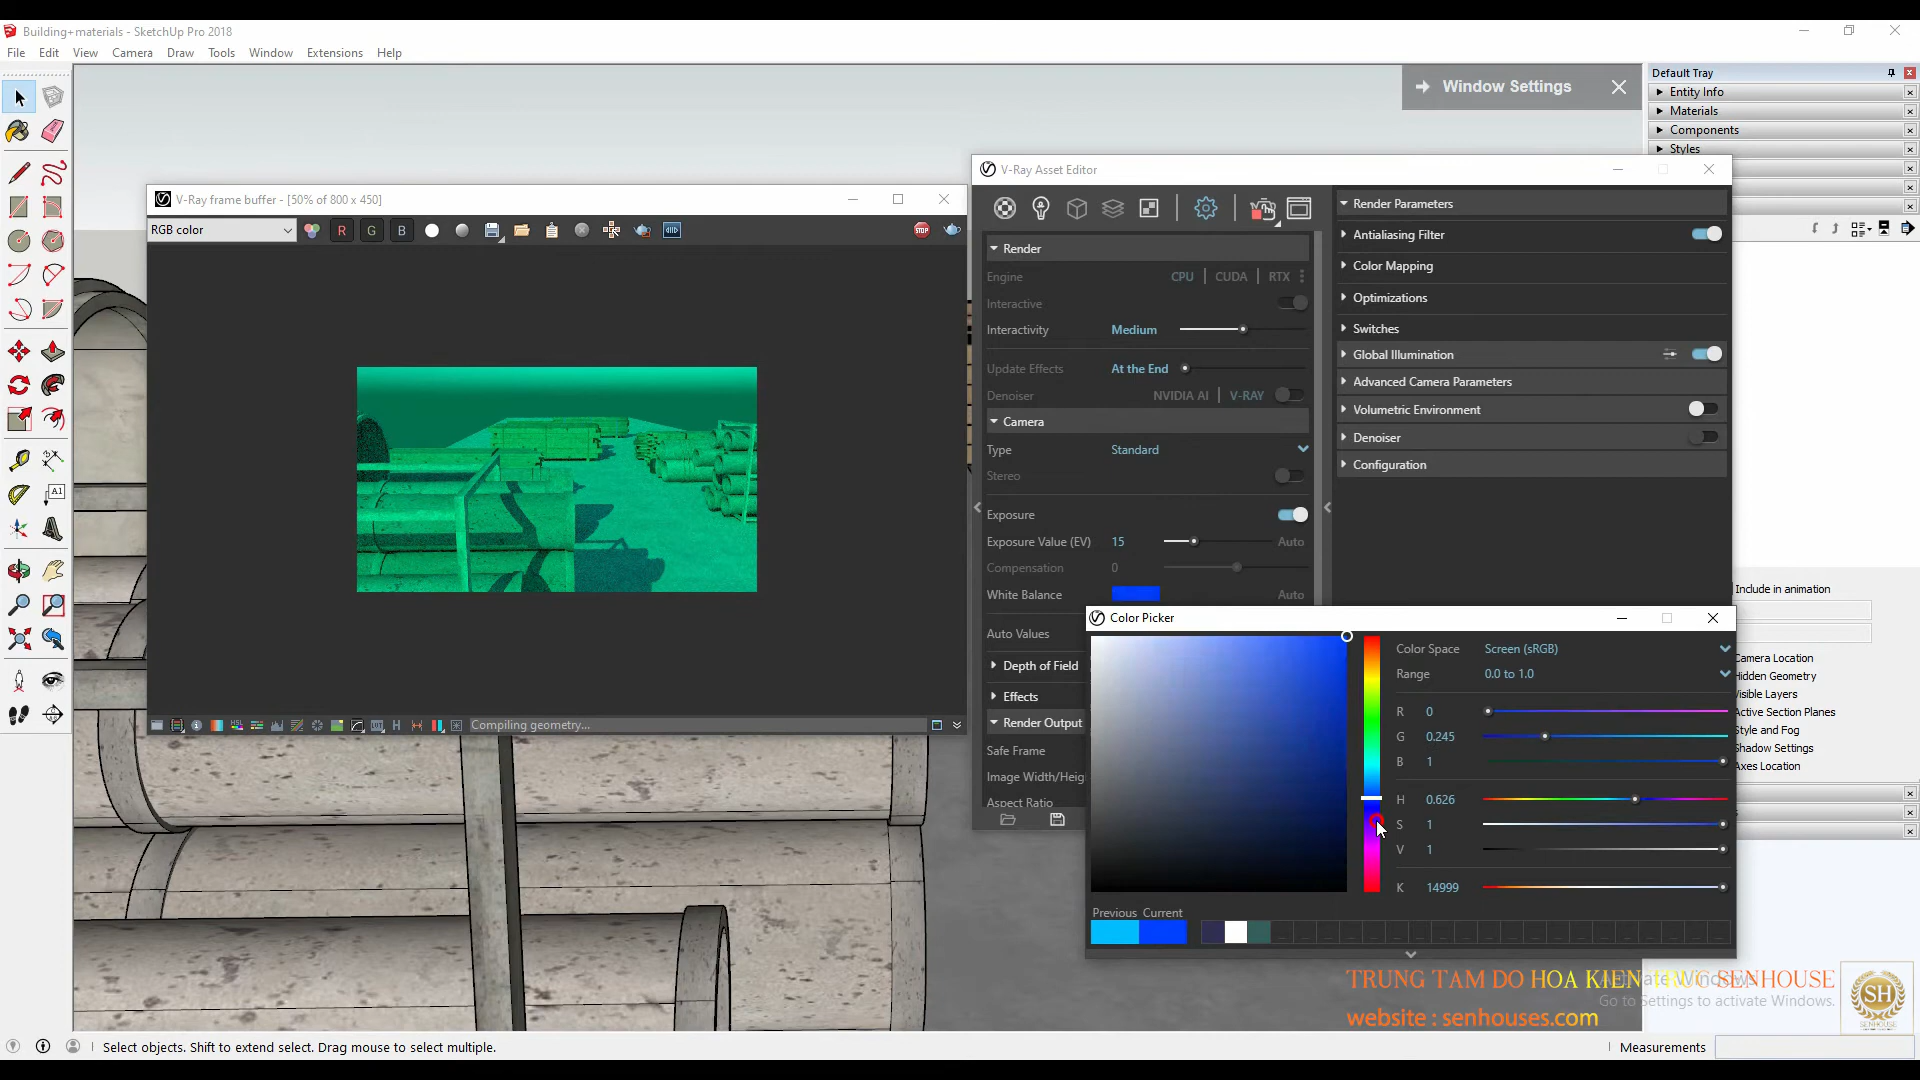 Building+materials - SketchUp Pro 2018
File Edit View Camera Draw Tools Window Extensions Help
Window Settings
Default Tray
Entity Info
Materials
Components
Styles
V-Ray frame buffer - [50% of 800 x 450]
RGB color
R G B
STOP
Compiling geometry...
V-Ray Asset Editor
Render
Engine CPU | CUDA | RTX
Interactive
Interactivity Medium
Update Effects At the End
Denoiser NVIDIA AI | V-RAY
Camera
Type Standard
Stereo
Exposure
Exposure Value (EV) 15 Auto
Compensation 0
White Balance Auto
Auto Values
Depth of Field
Effects
Render Output
Safe Frame
Image Width/Heig
Aspect Ratio
Render Parameters
Antialiasing Filter
Color Mapping
Optimizations
Switches
Global Illumination
Advanced Camera Parameters
Volumetric Environment
Denoiser
Configuration
Color Picker
Color Space Screen (sRGB)
Range 0.0 to 1.0
R 0
G 0.245
B 1
H 0.626
S 1
V 1
K 14999
Previous Current
Include in animation
Camera Location
Hidden Geometry
Visible Layers
Active Section Planes
Style and Fog
Shadow Settings
Axes Location
TRUNG TAM DO HOA KIEN TRUC SENHOUSE
Activate Windows
Go to Settings to activate Windows.
website : senhouses.com
SH
Select objects. Shift to extend select. Drag mouse to select multiple.
Measurements